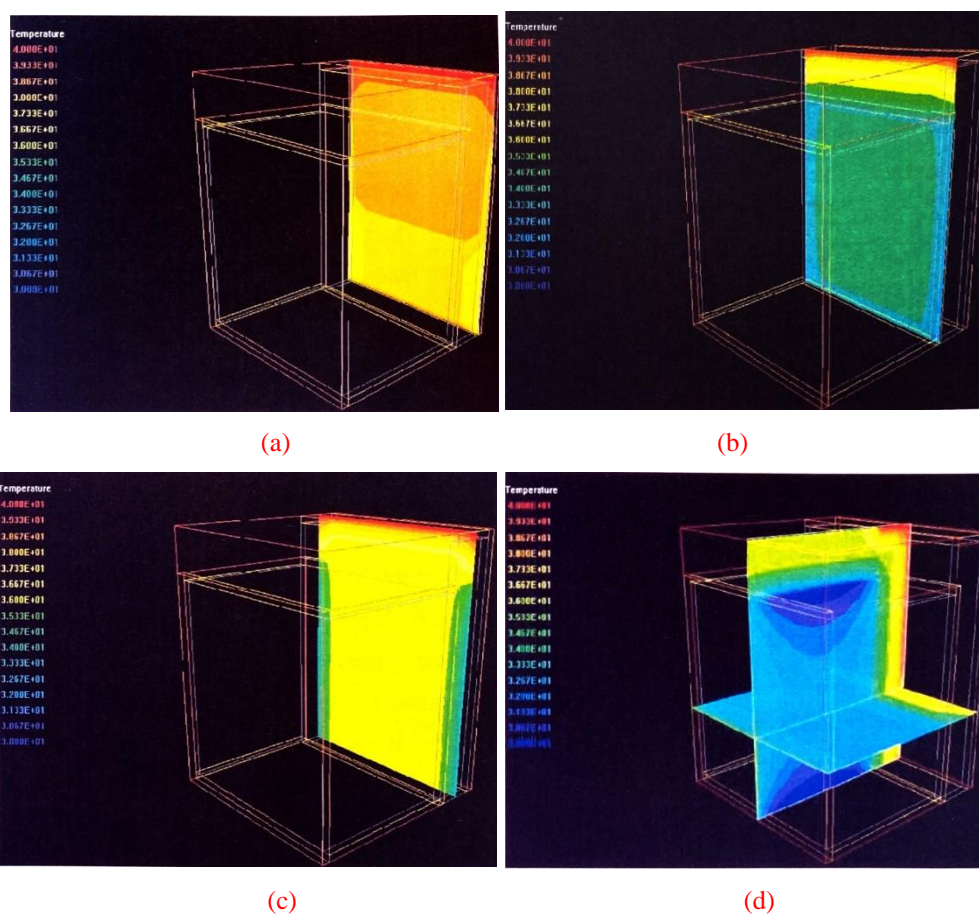 Temperature
4.000E+01
3.933E+01
3.867E+01
3.800E+01
3.733E+01
3.667E+01
3.600E+01
3.533E+01
3.467E+01
3.400E+01
3.333E+01
3.267E+01
3.200E+01
3.133E+01
3.067E+01
3.000E+01
(a)
Temperature
4.000E+01
3.933E+01
3.867E+01
3.800E+01
3.733E+01
3.667E+01
3.600E+01
3.533E+01
3.467E+01
3.400E+01
3.333E+01
3.267E+01
3.200E+01
3.133E+01
3.067E+01
3.000E+01
(b)
Temperature
4.000E+01
3.933E+01
3.867E+01
3.800E+01
3.733E+01
3.667E+01
3.600E+01
3.533E+01
3.467E+01
3.400E+01
3.333E+01
3.267E+01
3.200E+01
3.133E+01
3.067E+01
3.000E+01
(c)
Temperature
4.000E+01
3.933E+01
3.867E+01
3.800E+01
3.733E+01
3.667E+01
3.600E+01
3.533E+01
3.467E+01
3.400E+01
3.333E+01
3.267E+01
3.200E+01
3.133E+01
3.067E+01
3.000E+01
(d)